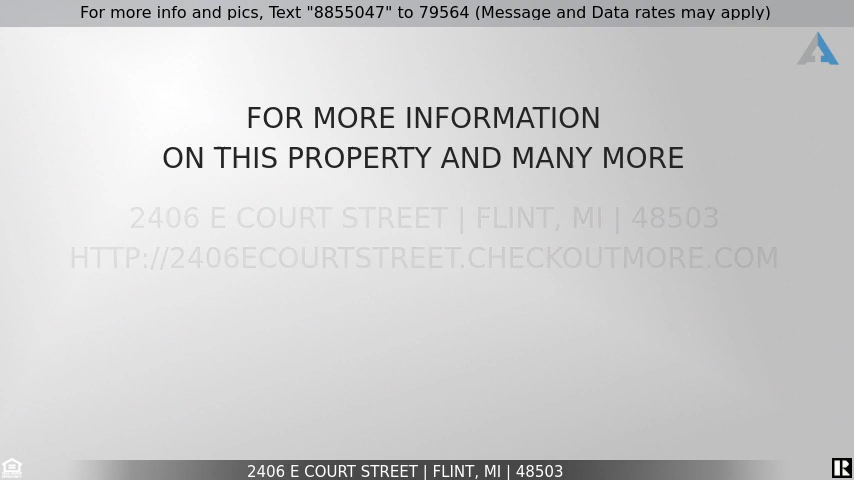 For more info and pics, Text "8855047" to 79564 (Message and Data rates may apply)
FOR MORE INFORMATION
ON THIS PROPERTY AND MANY MORE
2406 E COURT STREET | FLINT, MI | 48503
HTTP://2406ECOURTSTREET.CHECKOUTMORE.COM
2406 E COURT STREET | FLINT, MI | 48503